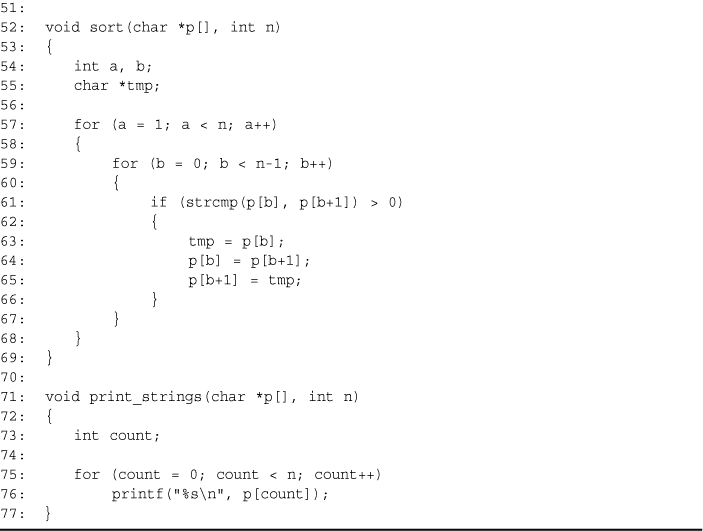 51:
52:  void sort(char *p[], int n)
53:  {
54:     int a, b;
55:     char *tmp;
56:
57:     for (a = 1; a < n; a++)
58:     {
59:         for (b = 0; b < n-1; b++)
60:         {
61:             if (strcmp(p[b], p[b+1]) > 0)
62:             {
63:                 tmp = p[b];
64:                 p[b] = p[b+1];
65:                 p[b+1] = tmp;
66:             }
67:         }
68:     }
69:  }
70:
71:  void print_strings(char *p[], int n)
72:  {
73:     int count;
74:
75:     for (count = 0; count < n; count++)
76:         printf("%s\n", p[count]);
77:  }